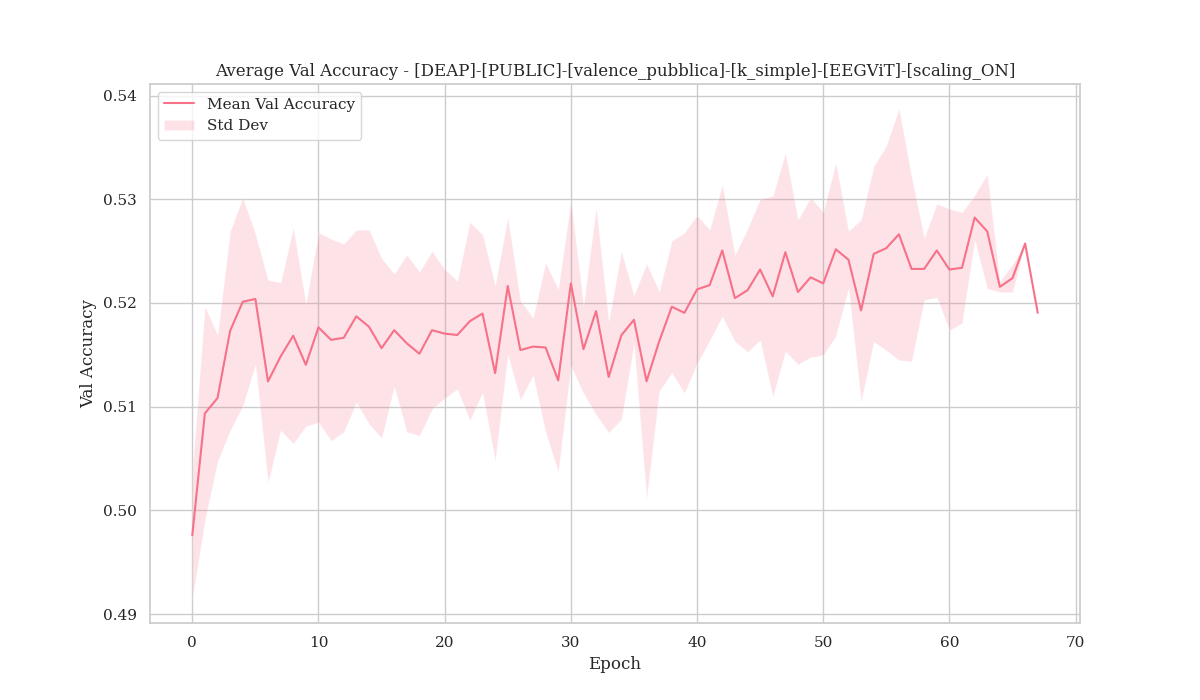 Average Val Accuracy - [DEAP]-[PUBLIC]-[valence_pubblica]-[k_simple]-[EEGViT]-[scaling_ON]
Mean Val Accuracy
Std Dev
Val Accuracy
0.54
0.53
0.52
0.51
0.50
0.49
0
10
20
30
40
50
60
70
Epoch